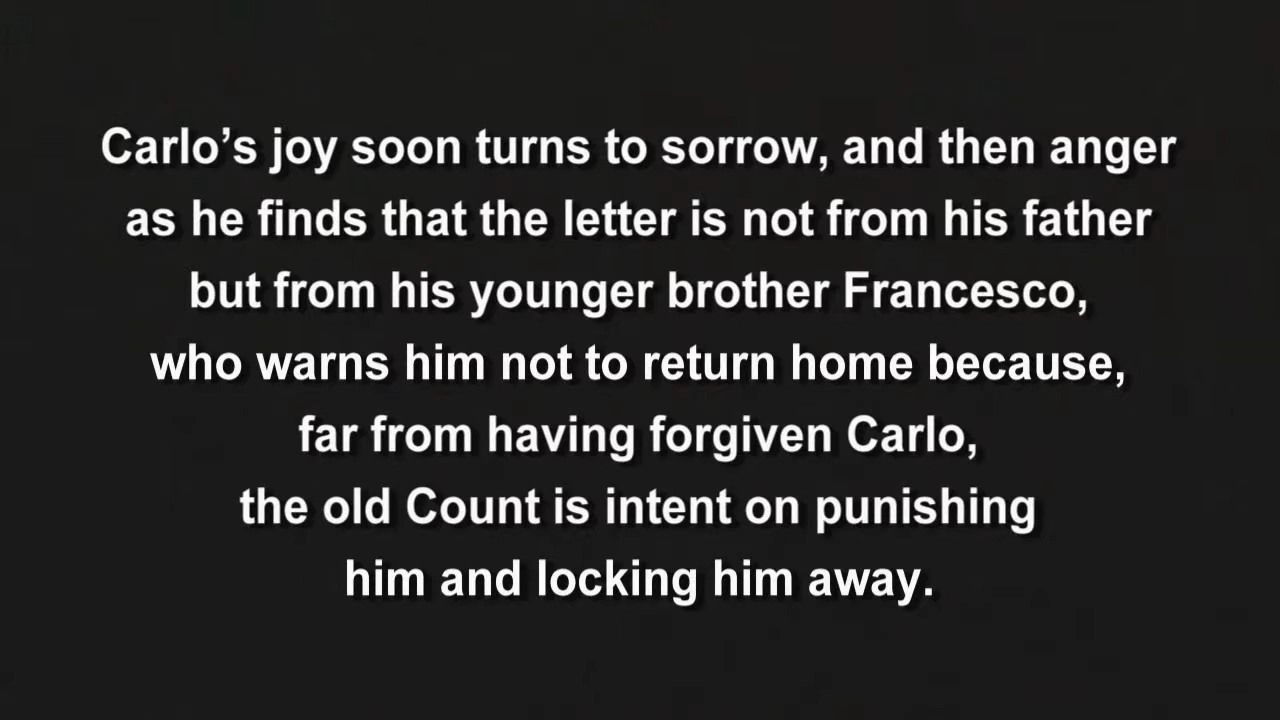 Carlo’s joy soon turns to sorrow, and then anger
as he finds that the letter is not from his father
but from his younger brother Francesco,
who warns him not to return home because,
far from having forgiven Carlo,
the old Count is intent on punishing
him and locking him away.